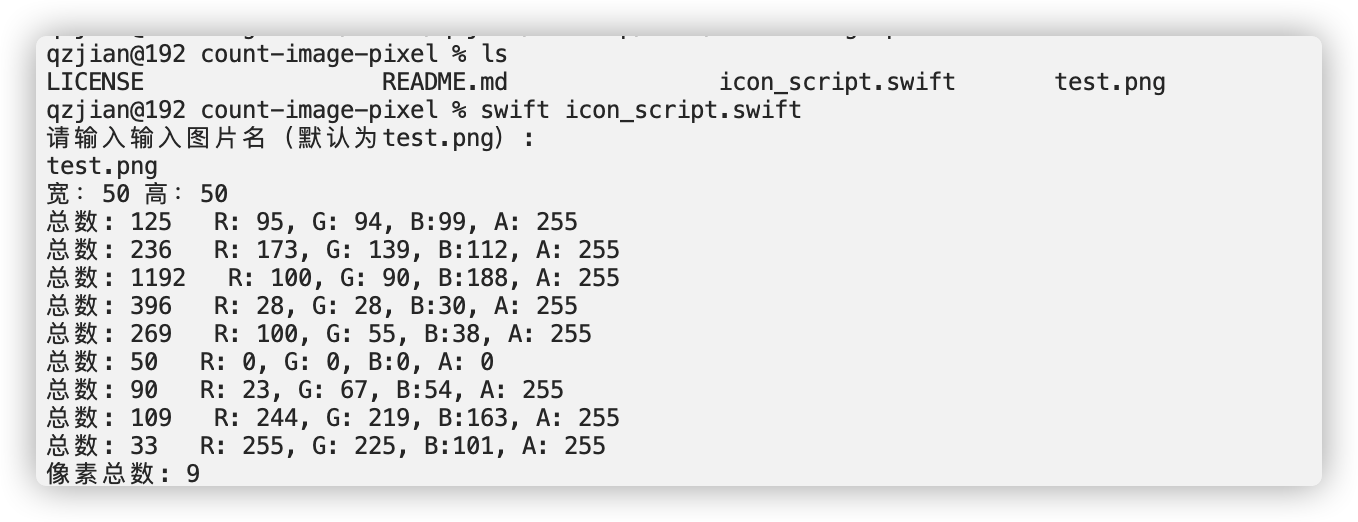 qzjian@192 count-image-pixel % ls
LICENSE README.md icon_script.swift test.png
qzjian@192 count-image-pixel % swift icon_script.swift
请输入输入图片名（默认为test.png）:
test.png
宽: 50 高: 50
总数: 125 R: 95, G: 94, B:99, A: 255
总数: 236 R: 173, G: 139, B:112, A: 255
总数: 1192 R: 100, G: 90, B:188, A: 255
总数: 396 R: 28, G: 28, B:30, A: 255
总数: 269 R: 100, G: 55, B:38, A: 255
总数: 50 R: 0, G: 0, B:0, A: 0
总数: 90 R: 23, G: 67, B:54, A: 255
总数: 109 R: 244, G: 219, B:163, A: 255
总数: 33 R: 255, G: 225, B:101, A: 255
像素总数: 9